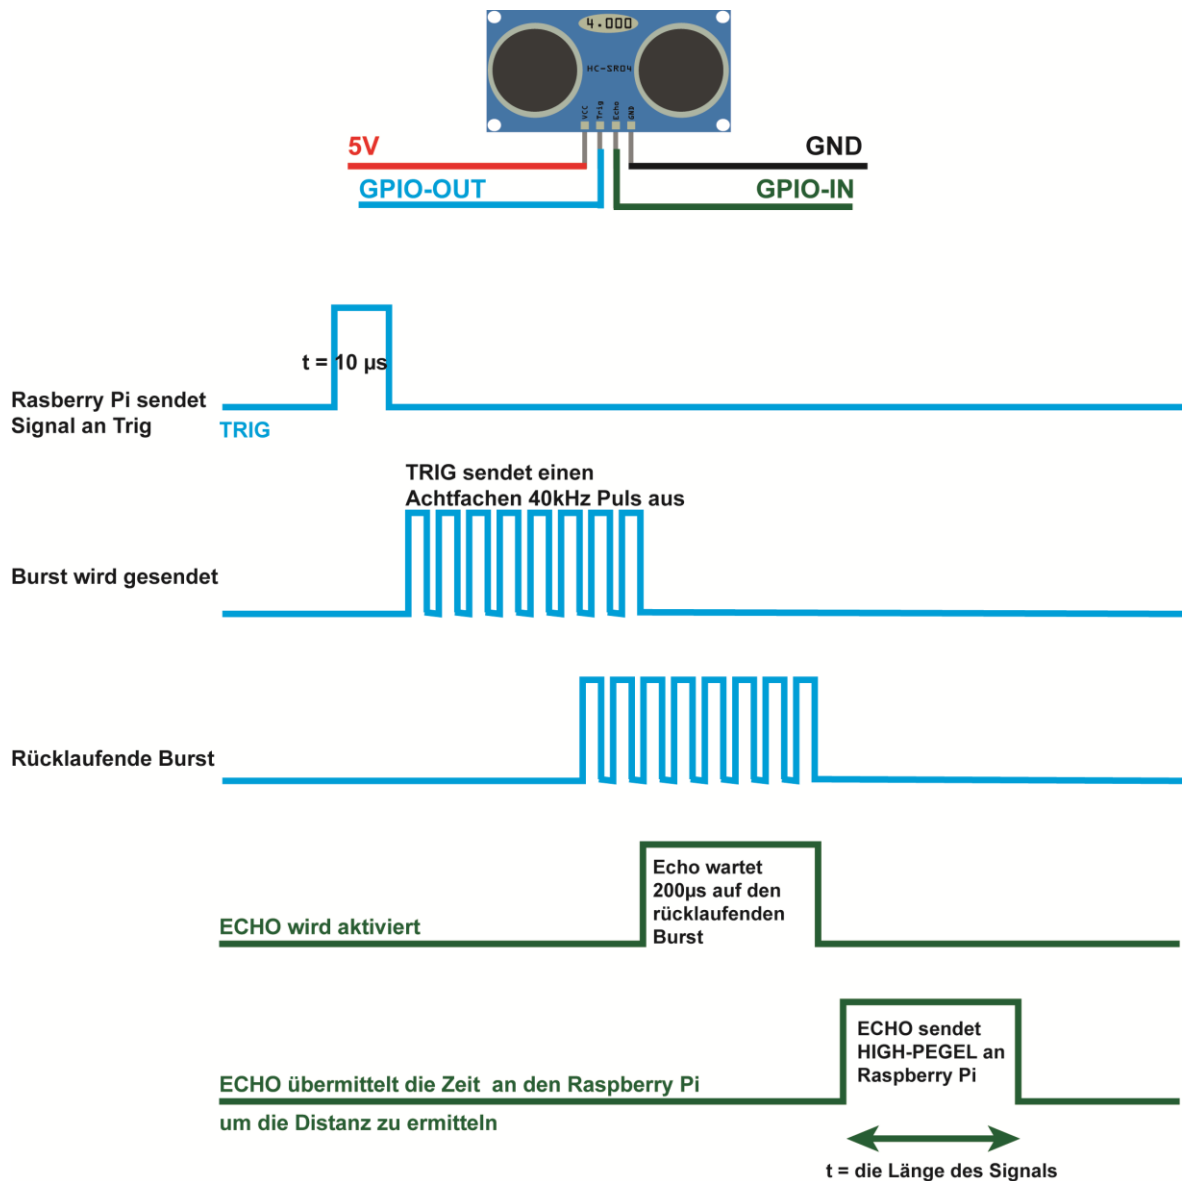 4.000
HC-SR04
VCC
Trig
Echo
GND
5V
GND
GPIO-OUT
GPIO-IN
t = 10 µs
Rasberry Pi sendet
Signal an Trig
TRIG
TRIG sendet einen
Achtfachen 40kHz Puls aus
Burst wird gesendet
Rücklaufende Burst
Echo wartet
200µs auf den
rücklaufenden
Burst
ECHO wird aktiviert
ECHO sendet
HIGH-PEGEL an
Raspberry Pi
ECHO übermittelt die Zeit an den Raspberry Pi
um die Distanz zu ermitteln
t = die Länge des Signals